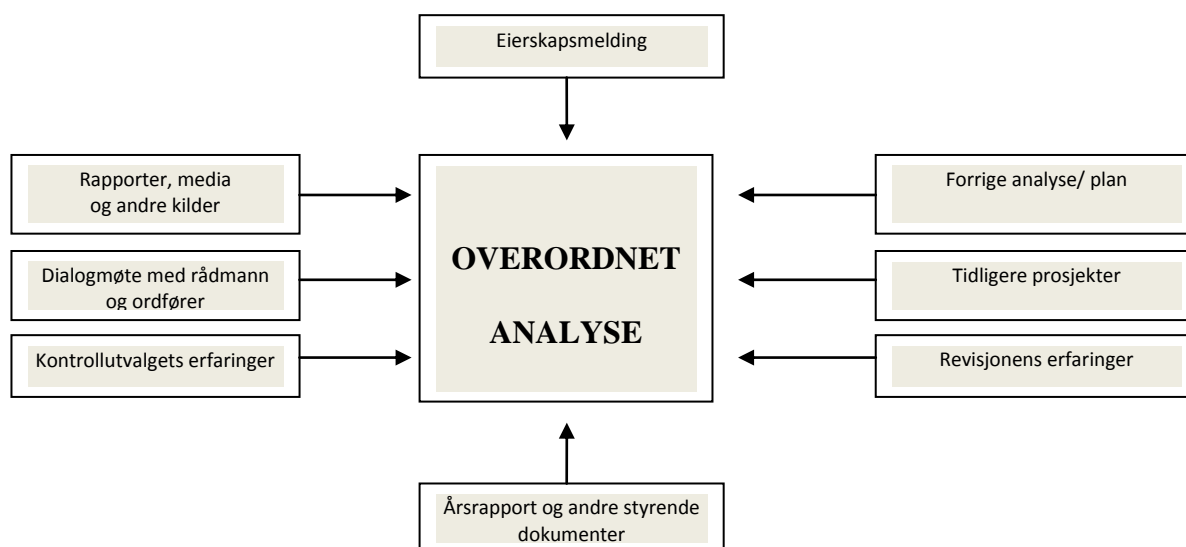 Eierskapsmelding
Rapporter, media
og andre kilder
Dialogmøte med rådmann
og ordfører
Kontrollutvalgets erfaringer
OVERORDNET
ANALYSE
Forrige analyse/ plan
Tidligere prosjekter
Revisjonens erfaringer
Årsrapport og andre styrende
dokumenter